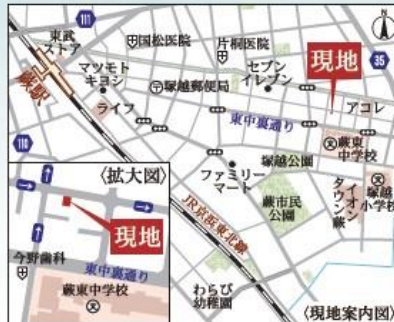 111
東武
ストア
国松医院
片桐医院
蕨駅
マツモト
キヨシ
塚越郵便局
セブン
イレブン
現地
35
ライフ
アコレ
東中裏通り
蕨東
中学校
110
塚越公園
ファミリー
マート
JR京浜東北線
蕨市民
公園
イオン
タウン蕨
塚越
小学校
わらび
幼稚園
〈現地案内図〉
〈拡大図〉
現地
今野歯科
東中裏通り
蕨東中学校
文